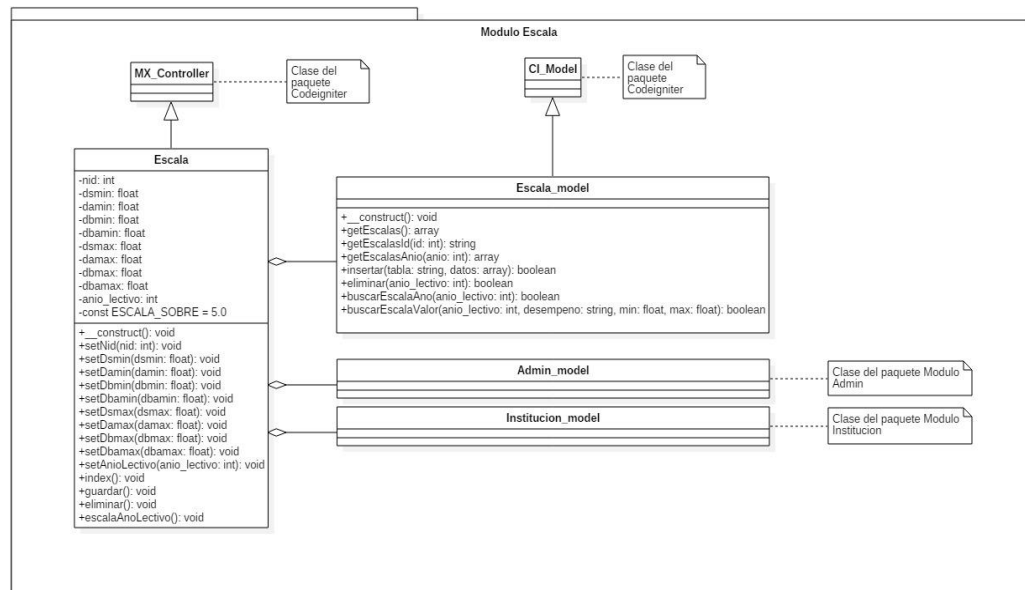 Modulo Escala
MX_Controller
Clase del
paquete
Codeigniter
CI_Model
Clase del
paquete
Codeigniter
Escala
-nid: int
-dsmin: float
-damin: float
-dbmin: float
-dbamin: float
-dsmax: float
-damax: float
-dbmax: float
-dbamax: float
-anio_lectivo: int
-const ESCALA_SOBRE = 5.0
+__construct(): void
+setNid(nid: int): void
+setDsmin(dsmin: float): void
+setDamin(damin: float): void
+setDbmin(dbmin: float): void
+setDbamin(dbamin: float): void
+setDsmax(dsmax: float): void
+setDamax(damax: float): void
+setDbmax(dbmax: float): void
+setDbamax(dbamax: float): void
+setAnioLectivo(anio_lectivo: int): void
+index(): void
+guardar(): void
+eliminar(): void
+escalaAnoLectivo(): void
Escala_model
+__construct(): void
+getEscalas(): array
+getEscalasId(id: int): string
+getEscalasAnio(anio: int): array
+insertar(tabla: string, datos: array): boolean
+eliminar(anio_lectivo: int): boolean
+buscarEscalaAno(anio_lectivo: int): boolean
+buscarEscalaValor(anio_lectivo: int, desempeno: string, min: float, max: float): boolean
Admin_model
Clase del paquete Modulo
Admin
Institucion_model
Clase del paquete Modulo
Institucion